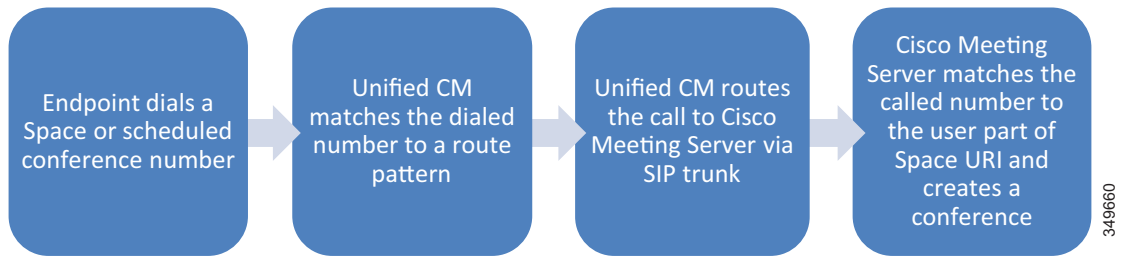 Endpoint dials a
Space or scheduled
conference number
Unified CM
matches the dialed
number to a route
pattern
Unified CM routes
the call to Cisco
Meeting Server via
SIP trunk
Cisco Meeting
Server matches the
called number to
the user part of
Space URI and
creates a
conference
349660